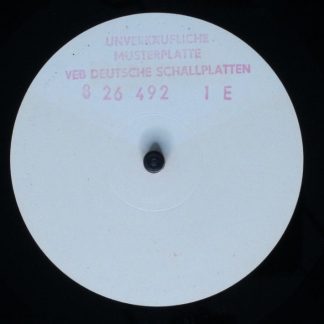 UNVERKÄUFLICHE
MUSTERPLATTE
VEB DEUTSCHE SCHALLPLATTEN
8 26 492 1 E